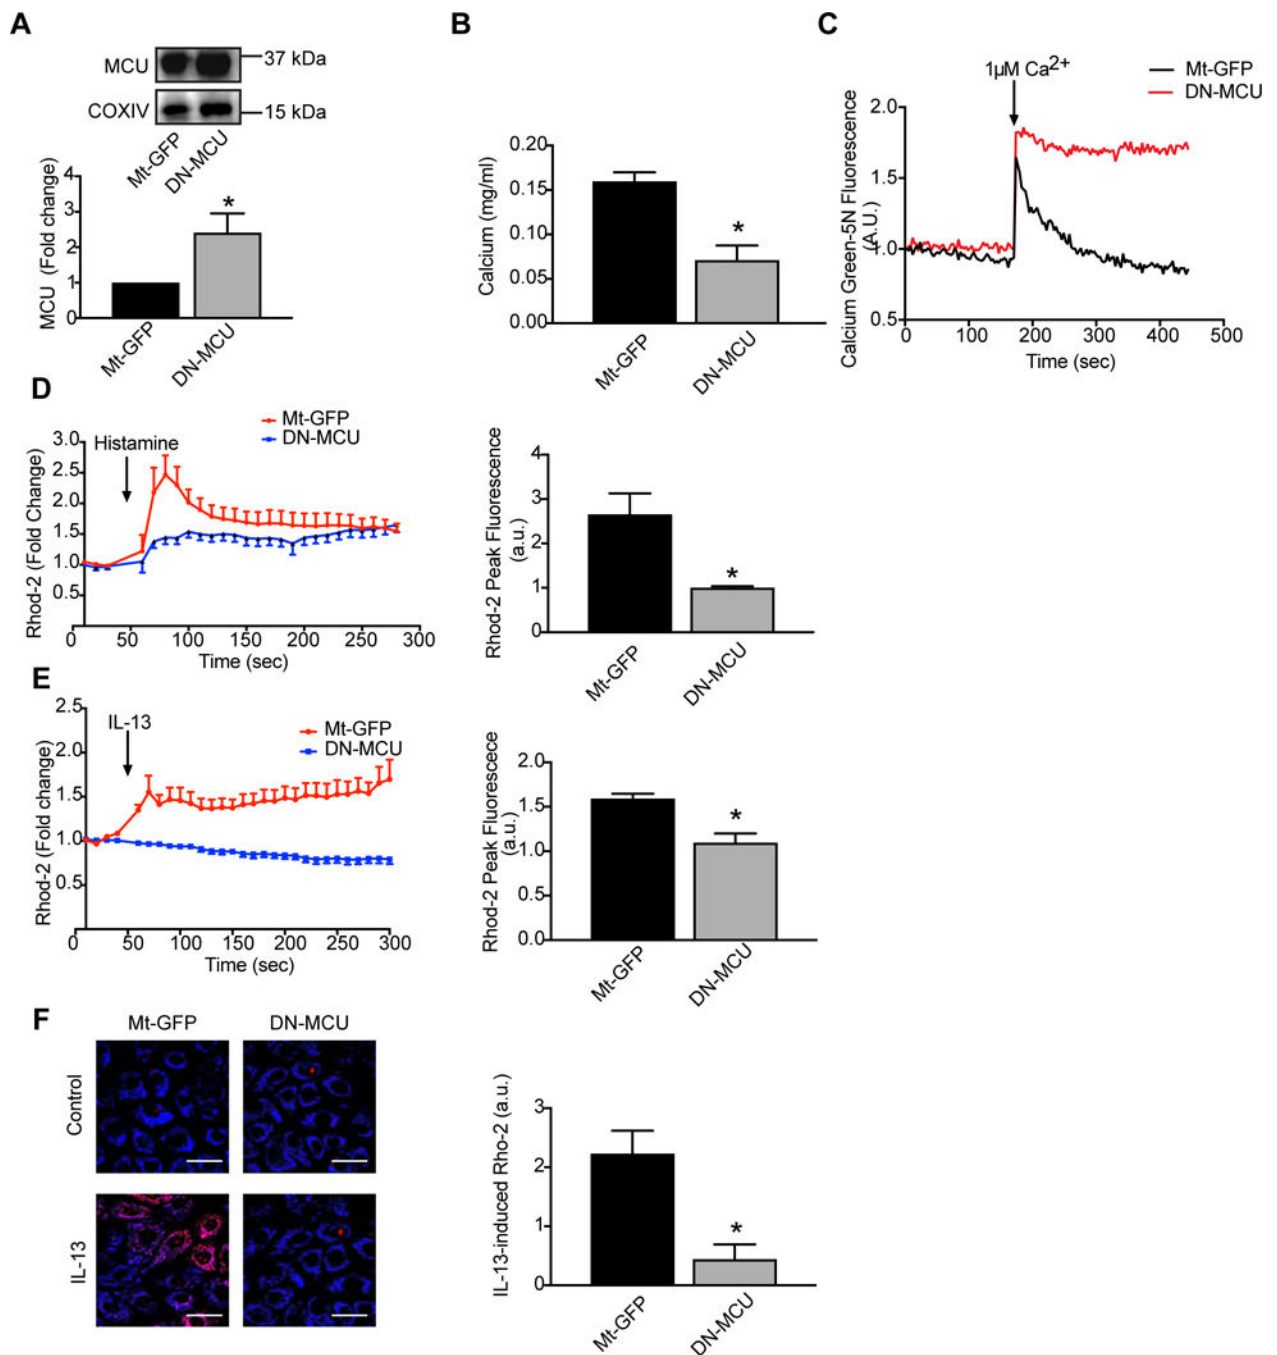 A
MCU
37 kDa
COXIV
15 kDa
Mt-GFP
DN-MCU
MCU (Fold change)
4
3
2
1
0
*
Mt-GFP
DN-MCU
B
Calcium (mg/ml)
0.20
0.15
0.10
0.05
0.00
*
Mt-GFP
DN-MCU
C
1µM Ca2+
Mt-GFP
DN-MCU
Calcium Green-5N Fluorescence
(A.U.)
2.0
1.5
1.0
0.5
0 100 200 300 400 500
Time (sec)
D
Mt-GFP
DN-MCU
Histamine
Rhod-2 (Fold Change)
3.0
2.5
2.0
1.5
1.0
0.5
0 50 100 150 200 250 300
Time (sec)
Rhod-2 Peak Fluorescence
(a.u.)
4
3
2
1
0
*
Mt-GFP
DN-MCU
E
IL-13
Mt-GFP
DN-MCU
Rhod-2 (Fold change)
2.5
2.0
1.5
1.0
0.5
0 50 100 150 200 250 300
Time (sec)
Rhod-2 Peak Fluorescece
(a.u.)
2.0
1.5
1.0
0.5
0.0
*
Mt-GFP
DN-MCU
F
Mt-GFP DN-MCU
Control
IL-13
IL-13-induced Rho-2 (a.u.)
3
2
1
0
*
Mt-GFP
DN-MCU